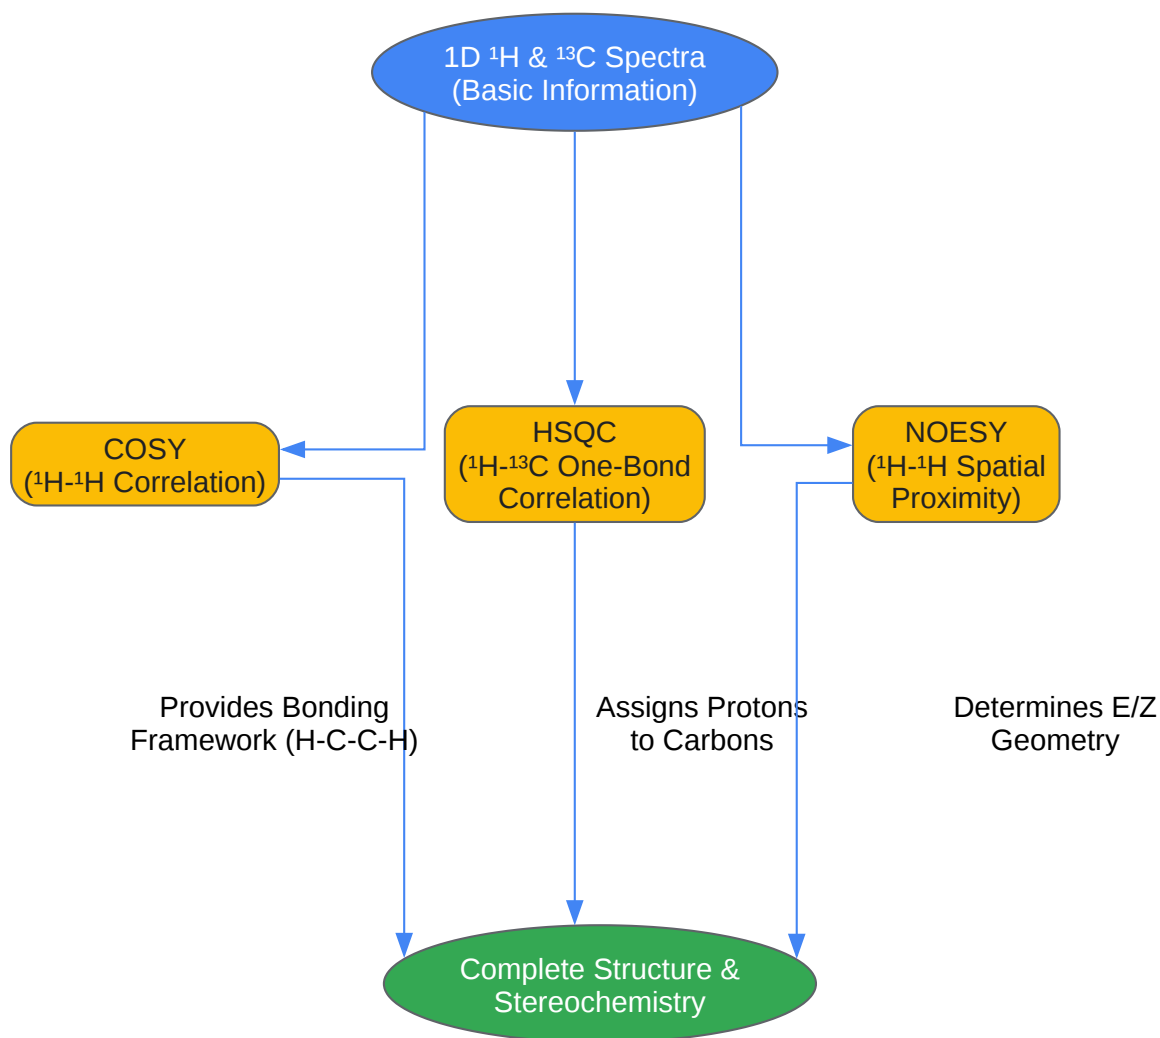 1D ¹H & ¹³C Spectra
(Basic Information)
COSY
(¹H-¹H Correlation)
HSQC
(¹H-¹³C One-Bond
Correlation)
NOESY
(¹H-¹H Spatial
Proximity)
Provides Bonding
Framework (H-C-C-H)
Assigns Protons
to Carbons
Determines E/Z
Geometry
Complete Structure &
Stereochemistry